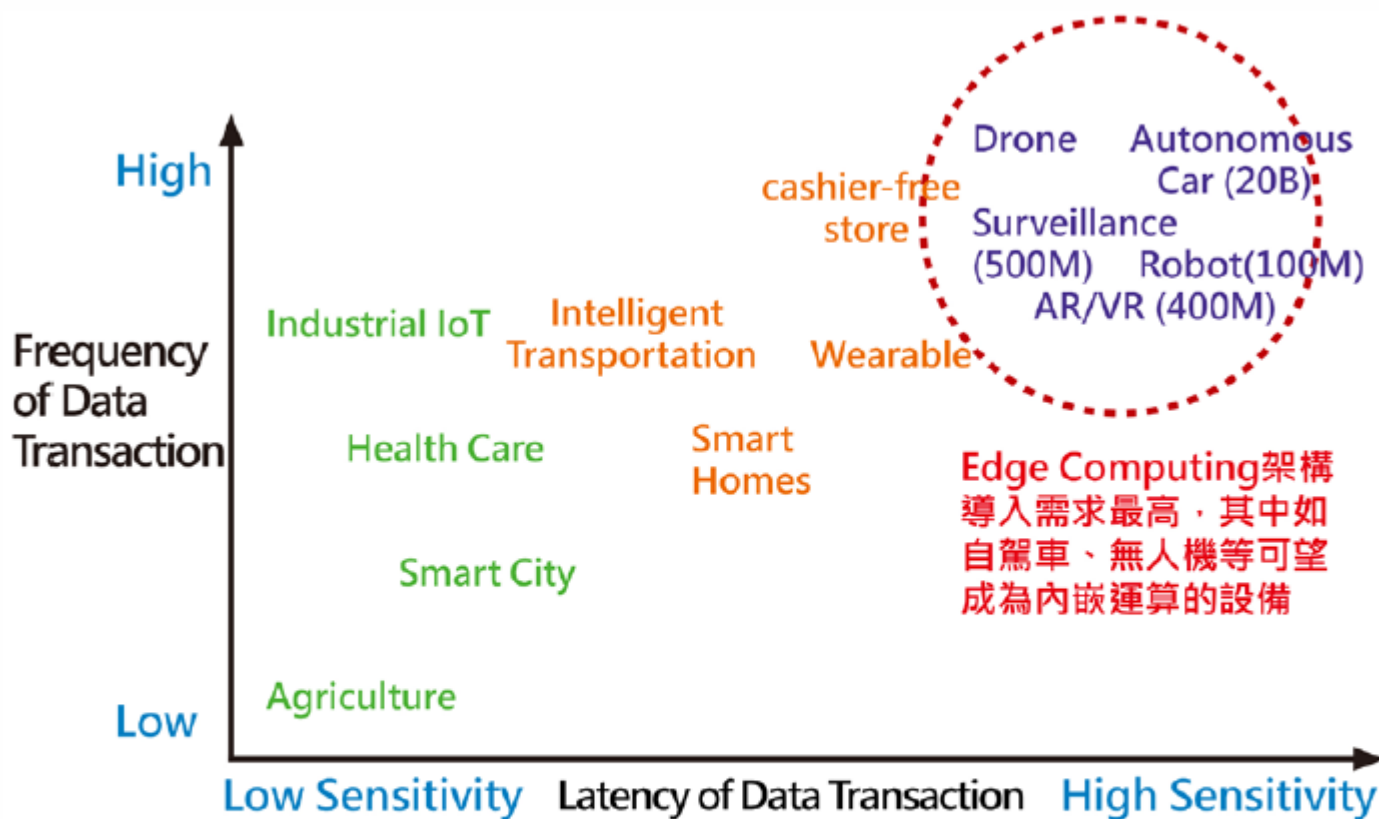 High
Drone
Autonomous
Car (20B)
cashier-free
store
Surveillance
(500M)
Robot(100M)
AR/VR (400M)
Industrial IoT
Intelligent
Transportation
Wearable
Frequency
of Data
Transaction
Health Care
Smart
Homes
Edge Computing架構
導入需求最高，其中如
自駕車、無人機等可望
成為內嵌運算的設備
Smart City
Agriculture
Low
Low Sensitivity
Latency of Data Transaction
High Sensitivity